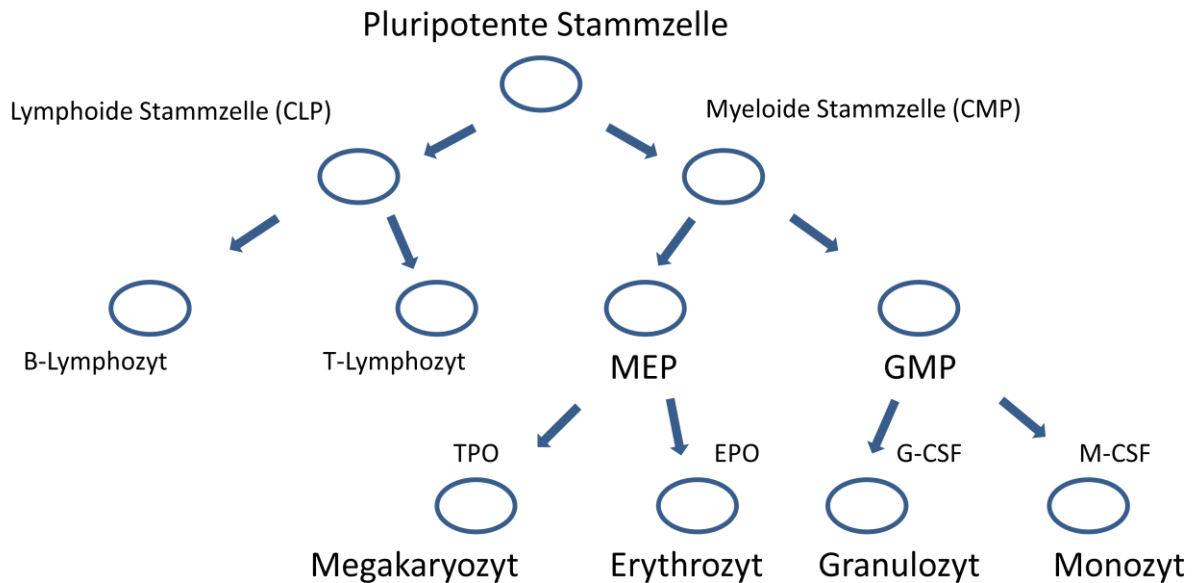 Pluripotente Stammzelle
Lymphoide Stammzelle (CLP)
Myeloide Stammzelle (CMP)
B-Lymphozyt
T-Lymphozyt
MEP
GMP
TPO
EPO
G-CSF
M-CSF
Megakaryozyt
Erythrozyt
Granulozyt
Monozyt